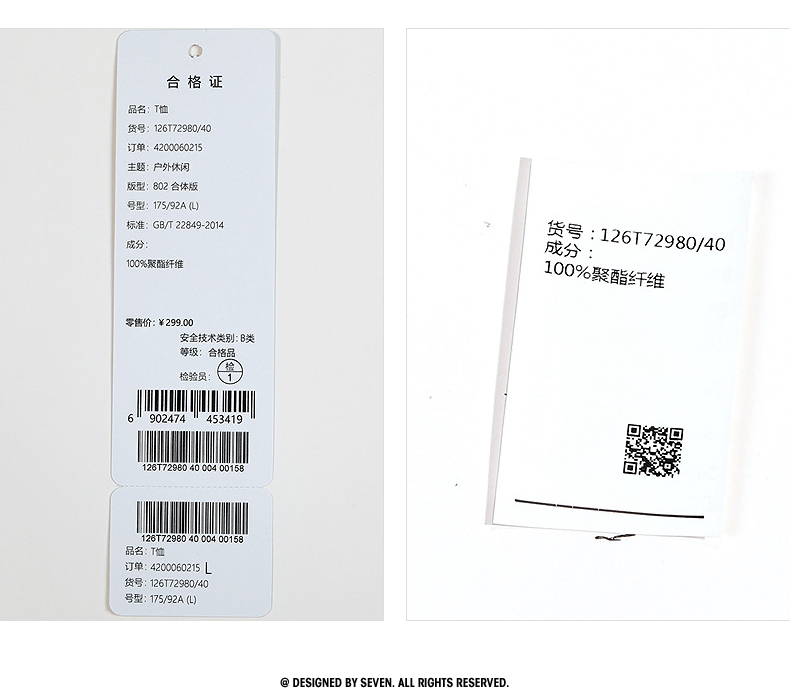 合格证
品名：T恤
货号：126T72980/40
订单：4200060215
主题：户外休闲
版型：802 合体版
号型：175/92A (L)
标准：GB/T 22849-2014
成分：
100%聚酯纤维
零售价：￥299.00
安全技术类别：B类
等级：合格品
检验员：检 1
6 902474 453419
126T72980 40 004 00158
126T72980 40 004 00158
品名：T恤
订单：4200060215 L
货号：126T72980/40
号型：175/92A (L)
货号：126T72980/40
成分：
100%聚酯纤维
@ DESIGNED BY SEVEN. ALL RIGHTS RESERVED.